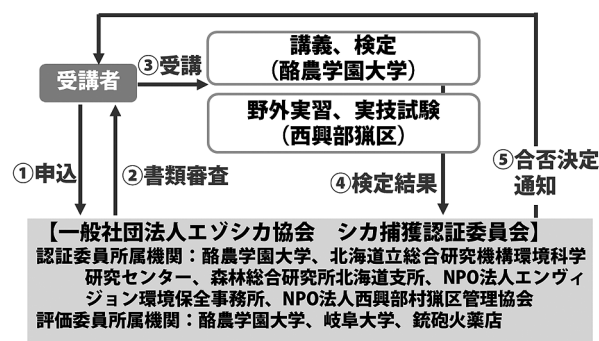 講義、検定
(酪農学園大学)
受講者
③受講
野外実習、実技試験
(西興部猟区)
①申込
②書類審査
④検定結果
⑤合否決定
通知
【一般社団法人エゾシカ協会　シカ捕獲認証委員会】
認証委員所属機関：酪農学園大学、北海道立総合研究機構環境科学
研究センター、森林総合研究所北海道支所、NPO法人エンヴィ
ジョン環境保全事務所、NPO法人西興部村猟区管理協会
評価委員所属機関：酪農学園大学、岐阜大学、銃砲火薬店